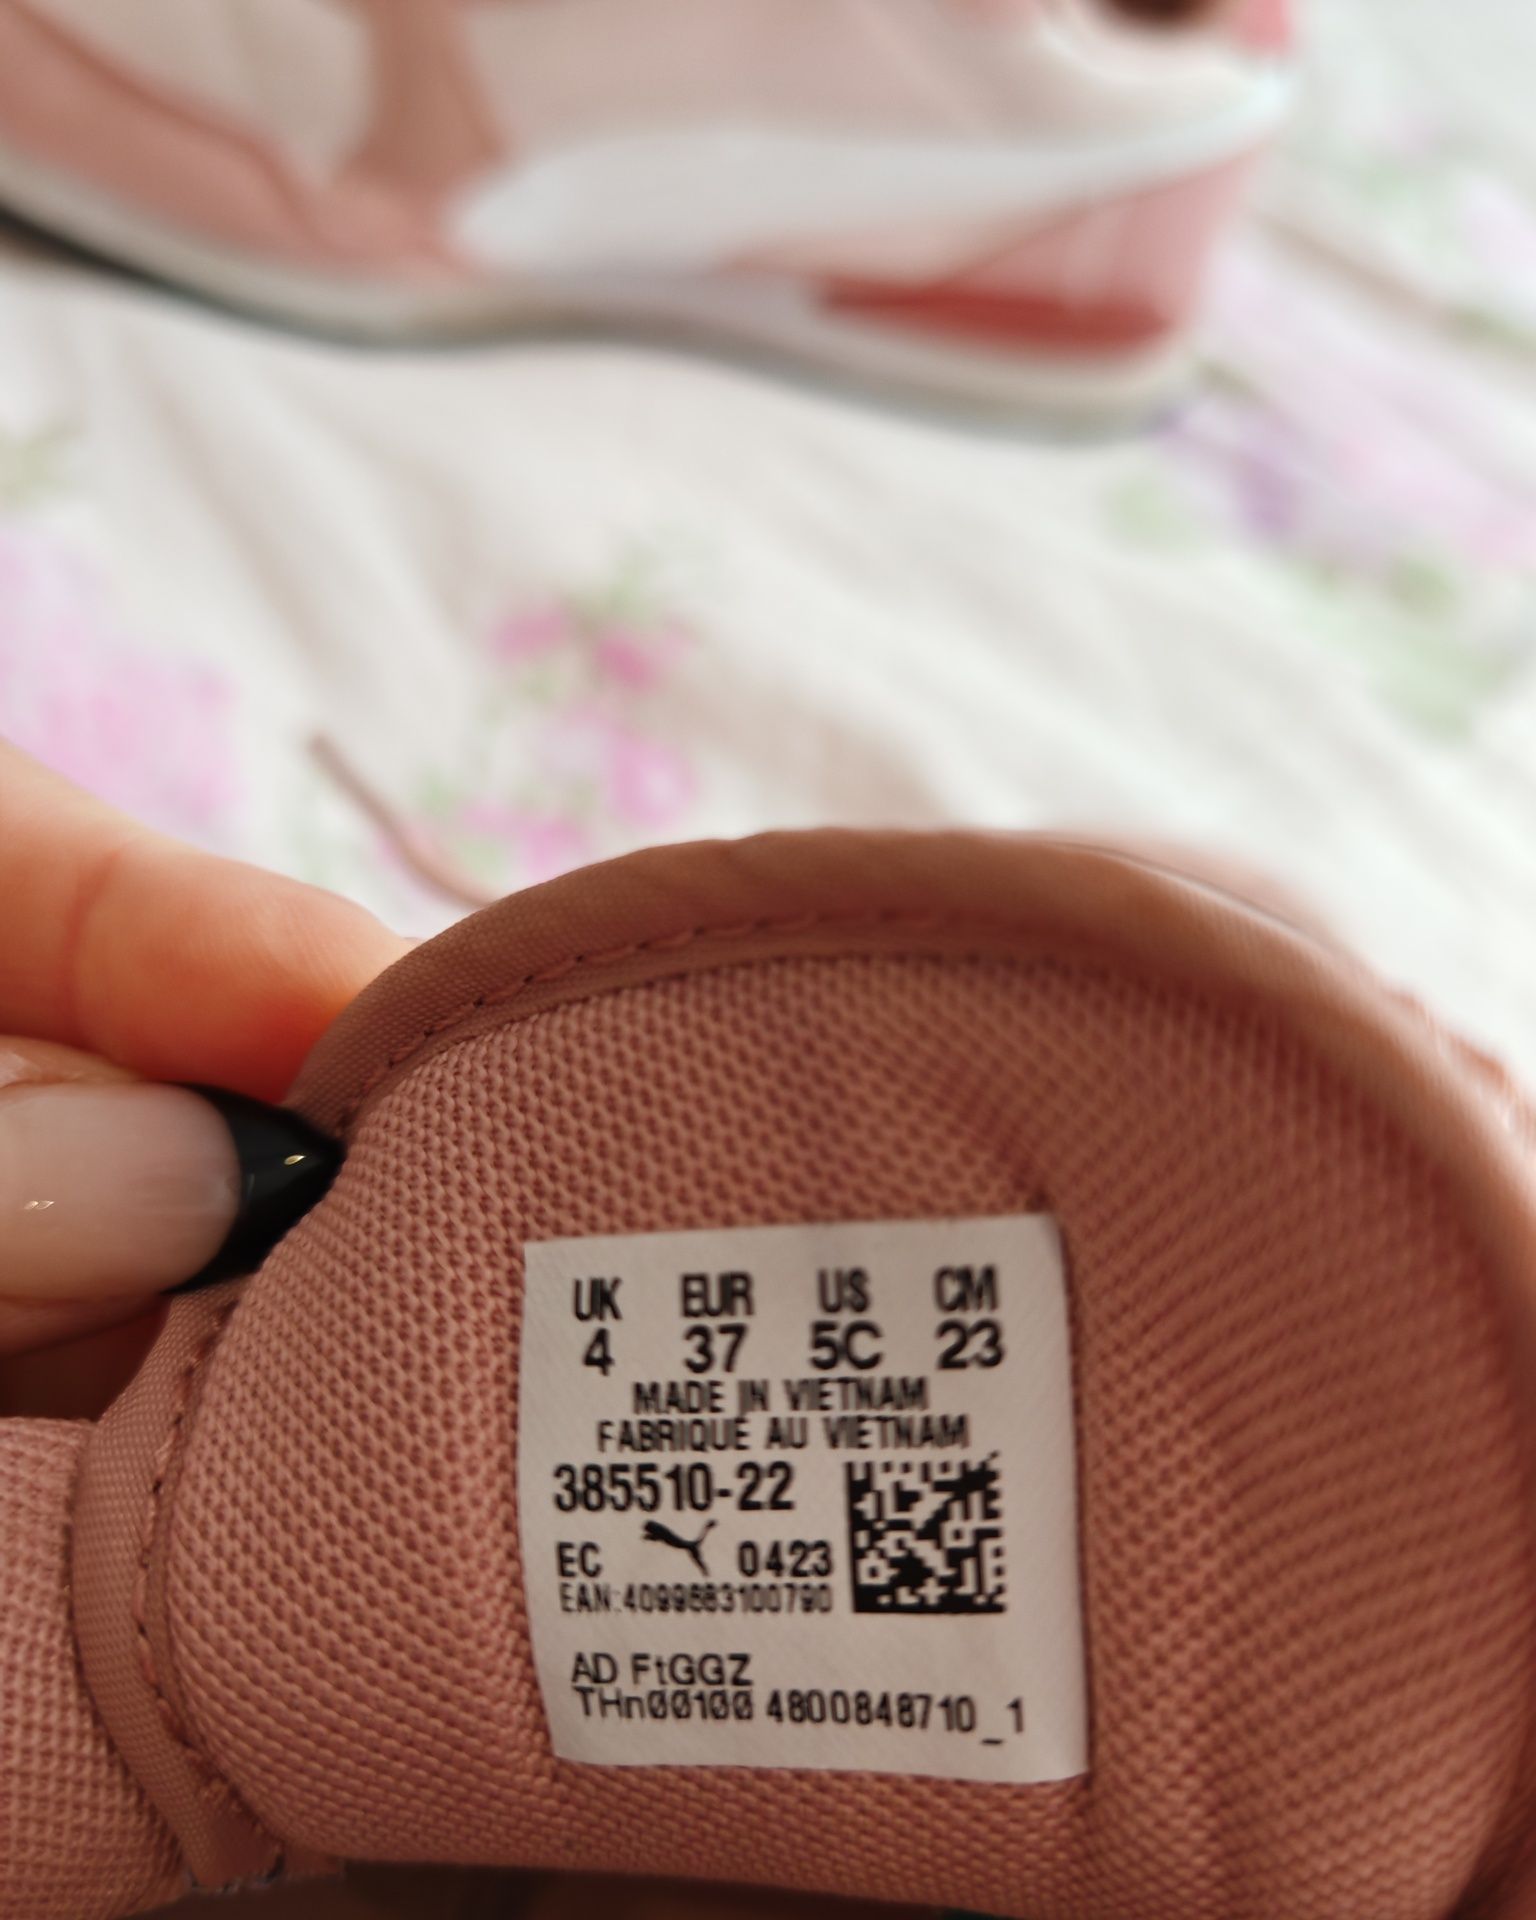 UK EUR US CM
4 37 5C 23
MADE IN VIETNAM
FABRIQUE AU VIETNAM
385510-22
EC 0423
EAN:4099683100790
AD FtGGZ
THn00100 4800848710_1